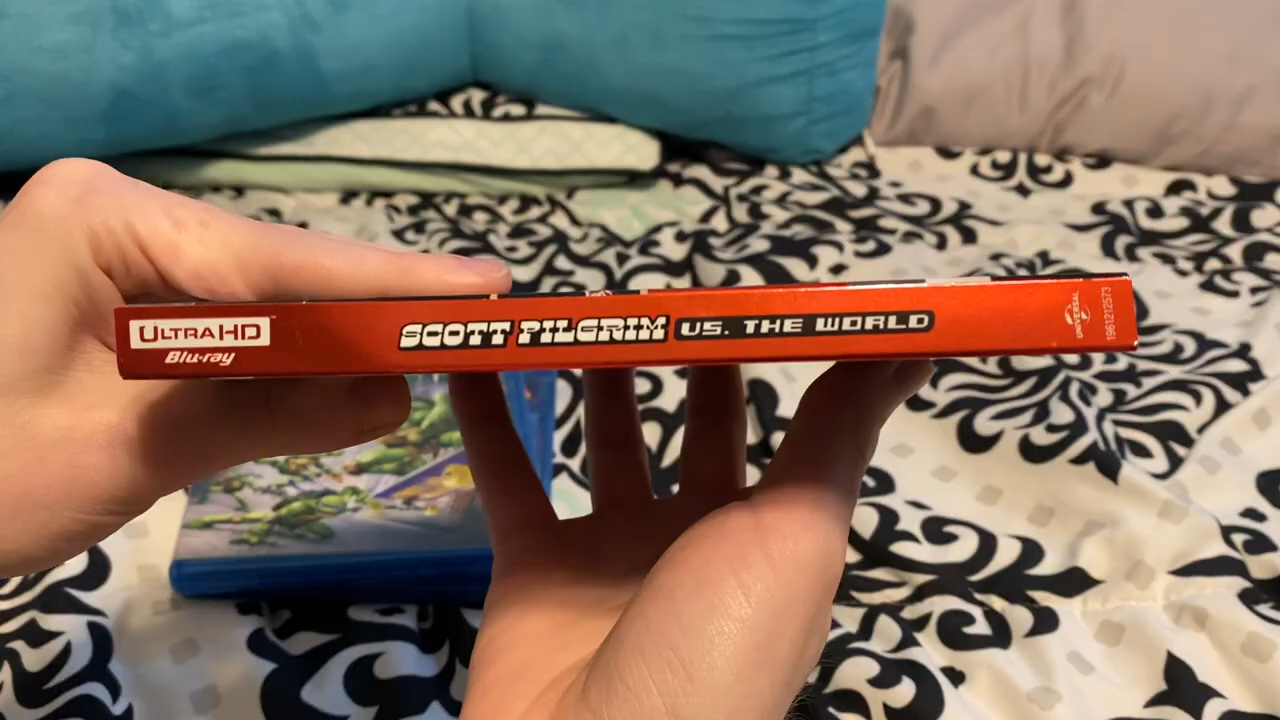 ULTRA HD
Blu-ray
SCOTT PILGRIM VS. THE WORLD
UNIVERSAL
1961212573